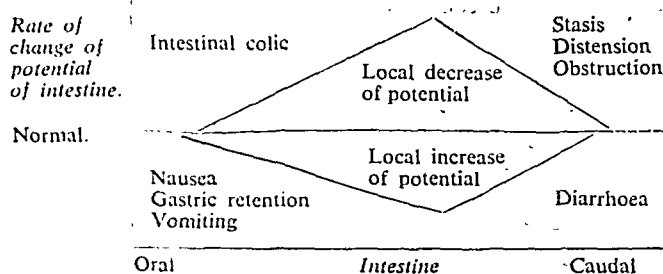 Rate of
change of
potential
of intestine.
Normal.
Intestinal colic
Stasis
Distension
Obstruction
Local decrease
of potential
Local increase
of potential
Nausea
Gastric retention
Vomiting
Diarrhoea
Oral
Intestine
Caudal